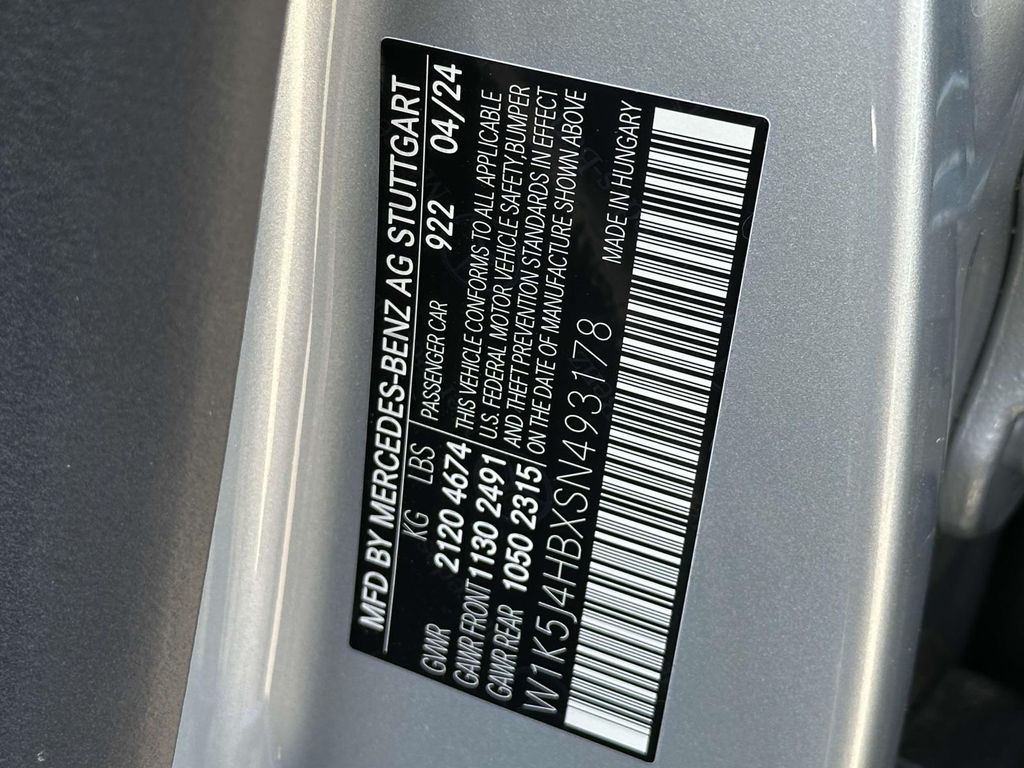 MFD BY MERCEDES-BENZ AG STUTTGART
KG LBS PASSENGER CAR 922 04/24
GVWR 2120 4674 THIS VEHICLE CONFORMS TO ALL APPLICABLE
GAWR FRONT 1130 2491 U.S. FEDERAL MOTOR VEHICLE SAFETY,BUMPER
GAWR REAR 1050 2315 AND THEFT PREVENTION STANDARDS IN EFFECT
ON THE DATE OF MANUFACTURE SHOWN ABOVE
W1K5J4HBXSN493178 MADE IN HUNGARY